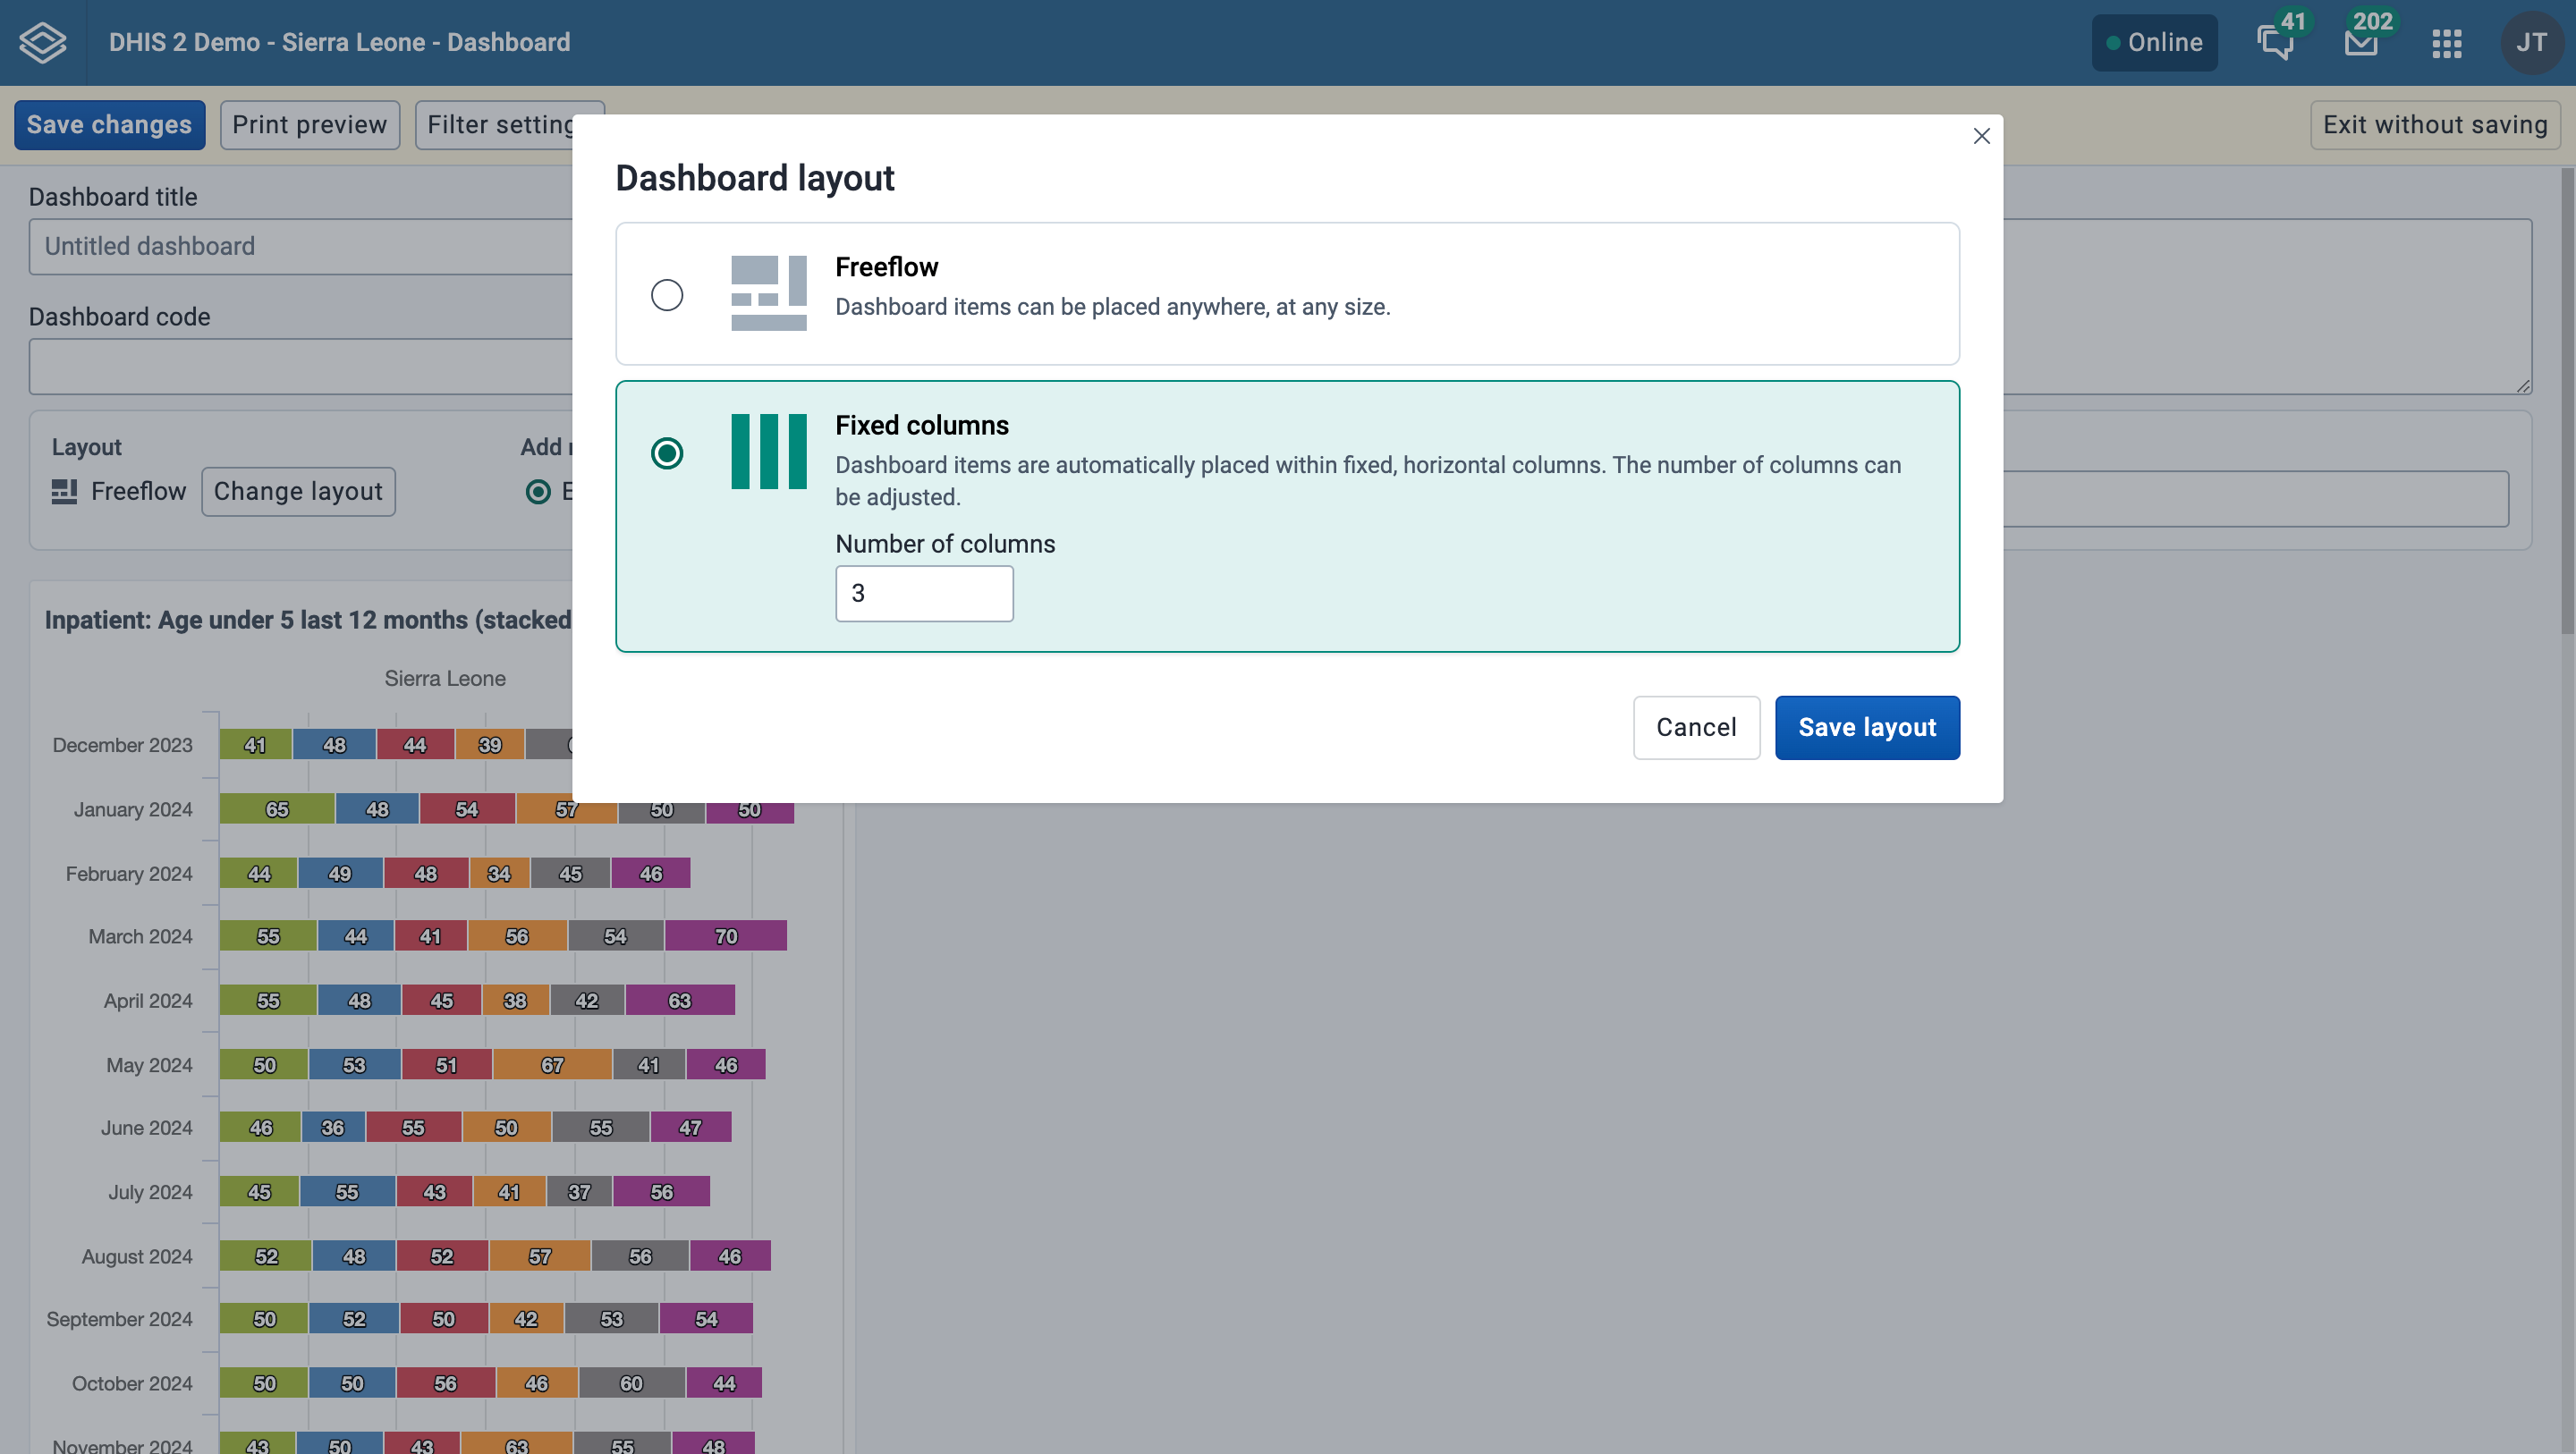 DHIS 2 Demo - Sierra Leone - Dashboard
Online
41
202
JT
Save changes
Print preview
Filter setting
Exit without saving
Dashboard title
Untitled dashboard
Dashboard code
Layout
Freeflow
Change layout
Add
Dashboard layout
Freeflow
Dashboard items can be placed anywhere, at any size.
Fixed columns
Dashboard items are automatically placed within fixed, horizontal columns. The number of columns can
be adjusted.
Number of columns
3
Cancel
Save layout
Inpatient: Age under 5 last 12 months (stacked
Sierra Leone
December 2023 41 48 44 39
January 2024 65 48 54 57 50 50
February 2024 44 49 48 34 45 46
March 2024 55 44 41 56 54 70
April 2024 55 48 45 38 42 63
May 2024 50 53 51 67 41 46
June 2024 46 36 55 50 55 47
July 2024 45 55 43 41 37 56
August 2024 52 48 52 57 56 46
September 2024 50 52 50 42 53 54
October 2024 50 50 56 46 60 44
November 2024 43 50 43 63 55 48